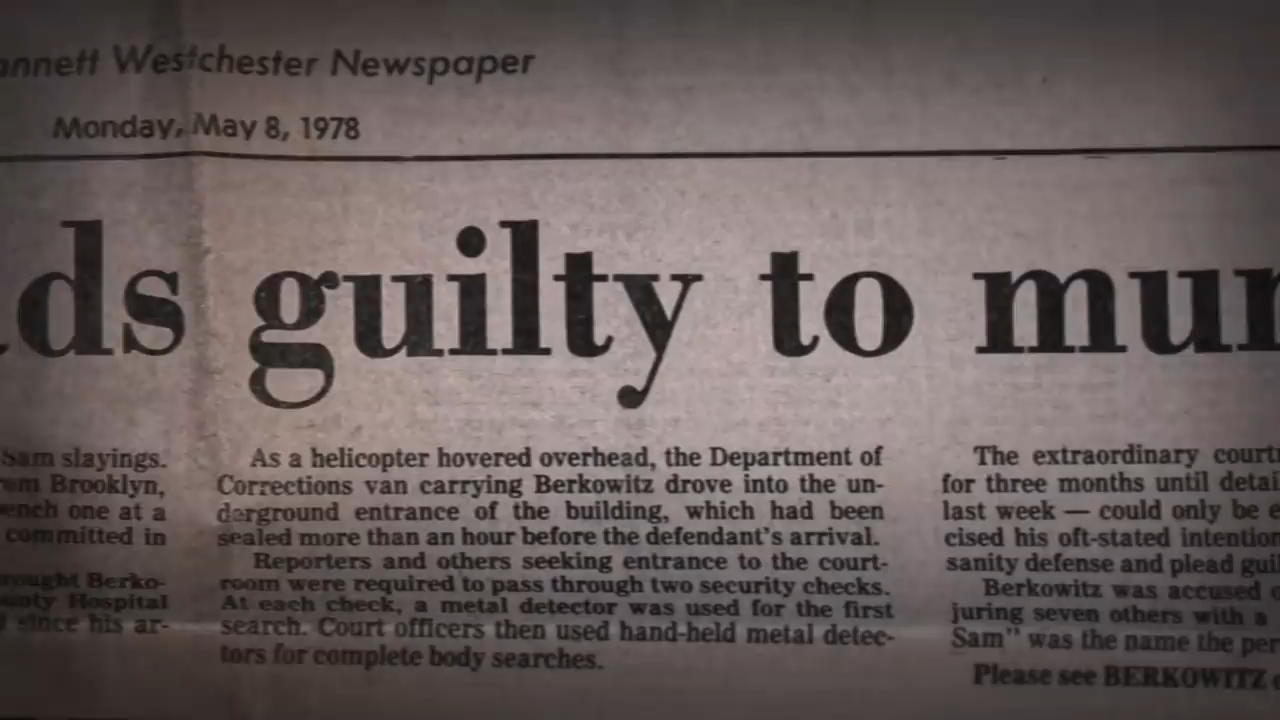 annett Westchester Newspaper
Monday, May 8, 1978
ds guilty to mur
Sam slayings.
Brooklyn,
ench one at a
committed in
rought Berko-
Hospital
since his ar-
As a helicopter hovered overhead, the Department of
Corrections van carrying Berkowitz drove into the un-
derground entrance of the building, which had been
sealed more than an hour before the defendant's arrival.
Reporters and others seeking entrance to the court-
room were required to pass through two security checks.
At each check, a metal detector was used for the first
search. Court officers then used hand-held metal detec-
tors for complete body searches.
The extraordinary court
for three months until detai
last week — could only be e
cised his oft-stated intention
sanity defense and plead gui
Berkowitz was accused
juring seven others with a
Sam" was the name the per
Please see BERKOWITZ